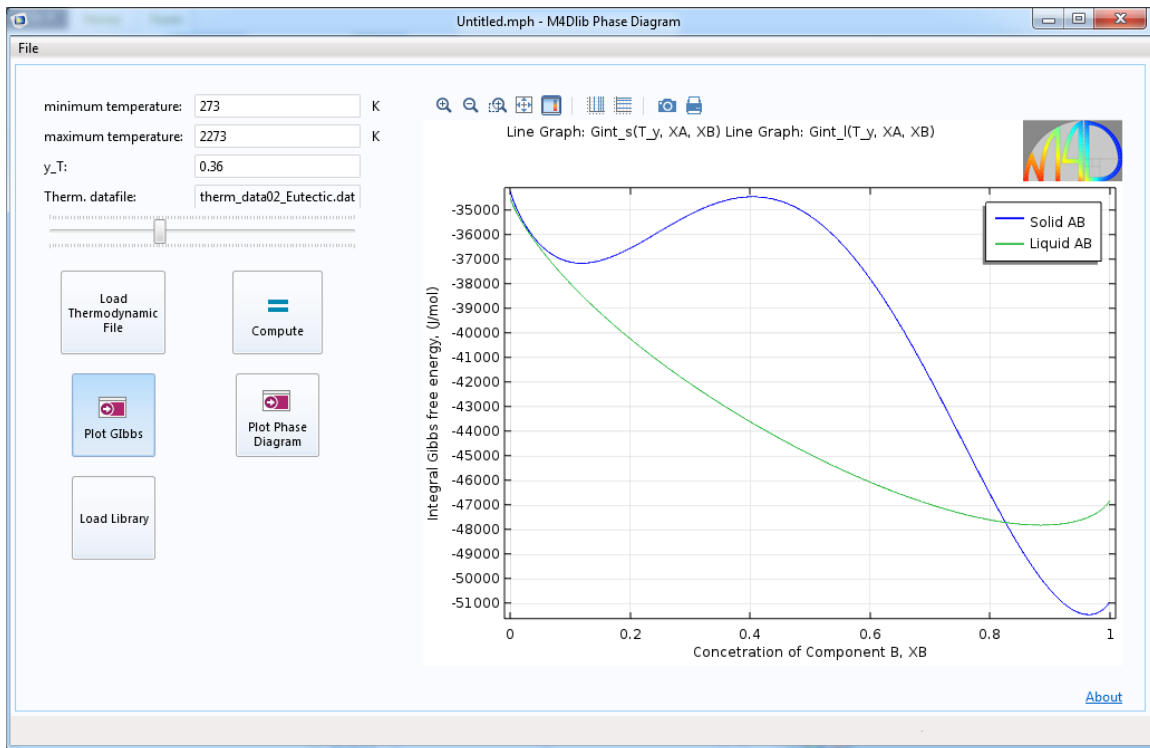 Untitled.mph - M4Dlib Phase Diagram
File
minimum temperature: 273 K
maximum temperature: 2273 K
y_T: 0.36
Therm. datafile: therm_data02_Eutectic.dat
Load
Thermodynamic
File
Compute
Plot GIbbs
Plot Phase
Diagram
Load Library
Line Graph: Gint_s(T_y, XA, XB) Line Graph: Gint_l(T_y, XA, XB)
M4D
Solid AB
Liquid AB
Integral Gibbs free energy, (J/mol)
-35000
-36000
-37000
-38000
-39000
-40000
-41000
-42000
-43000
-44000
-45000
-46000
-47000
-48000
-49000
-50000
-51000
0 0.2 0.4 0.6 0.8 1
Concetration of Component B, XB
About